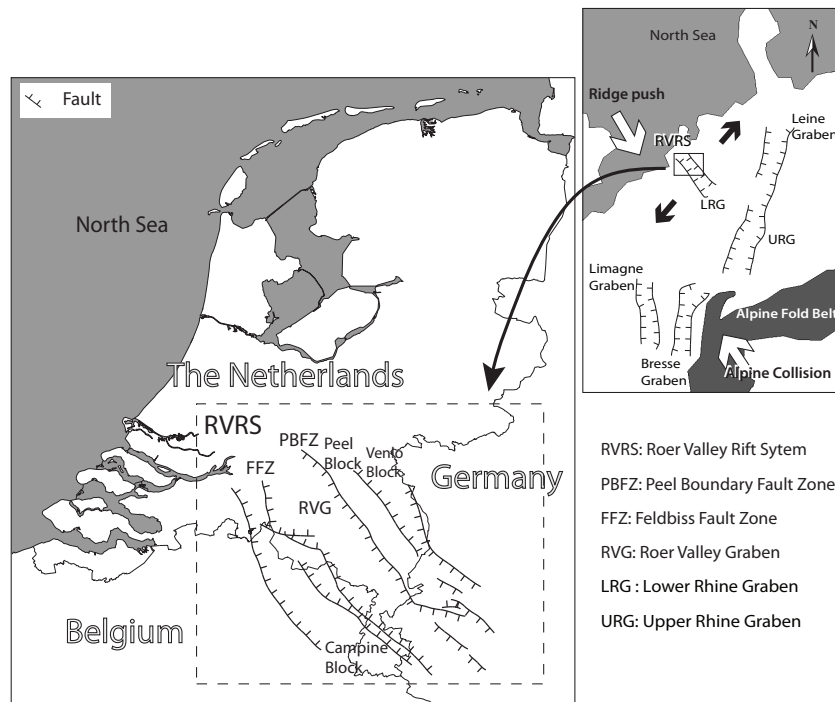 Fault
North Sea
The Netherlands
RVRS
PBFZ
Peel
Block
Venlo
Block
FFZ
Germany
RVG
Belgium
Campine
Block
North Sea
N
Ridge push
RVRS
Leine
Graben
LRG
URG
Limagne
Graben
Alpine Fold Belt
Bresse
Graben
Alpine Collision
RVRS: Roer Valley Rift Sytem
PBFZ: Peel Boundary Fault Zone
FFZ: Feldbiss Fault Zone
RVG: Roer Valley Graben
LRG : Lower Rhine Graben
URG: Upper Rhine Graben